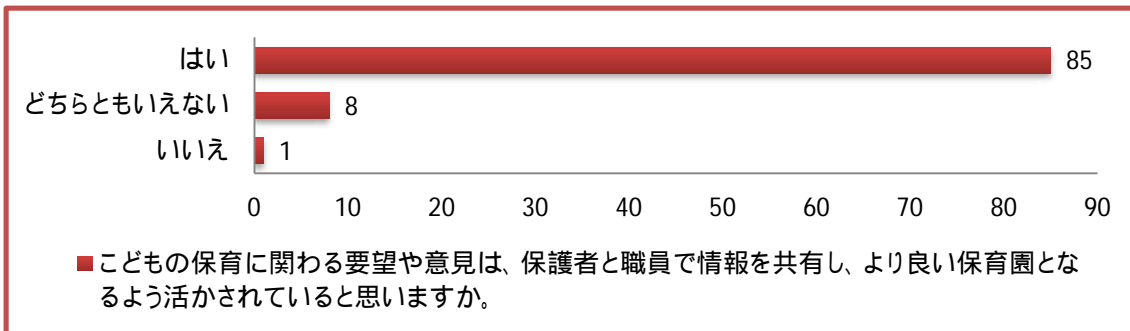 はい 85
どちらともいえない 8
いいえ 1
0 10 20 30 40 50 60 70 80 90
こどもの保育に関わる要望や意見は、保護者と職員で情報を共有し、より良い保育園とな
るよう活かされていると思いますか。